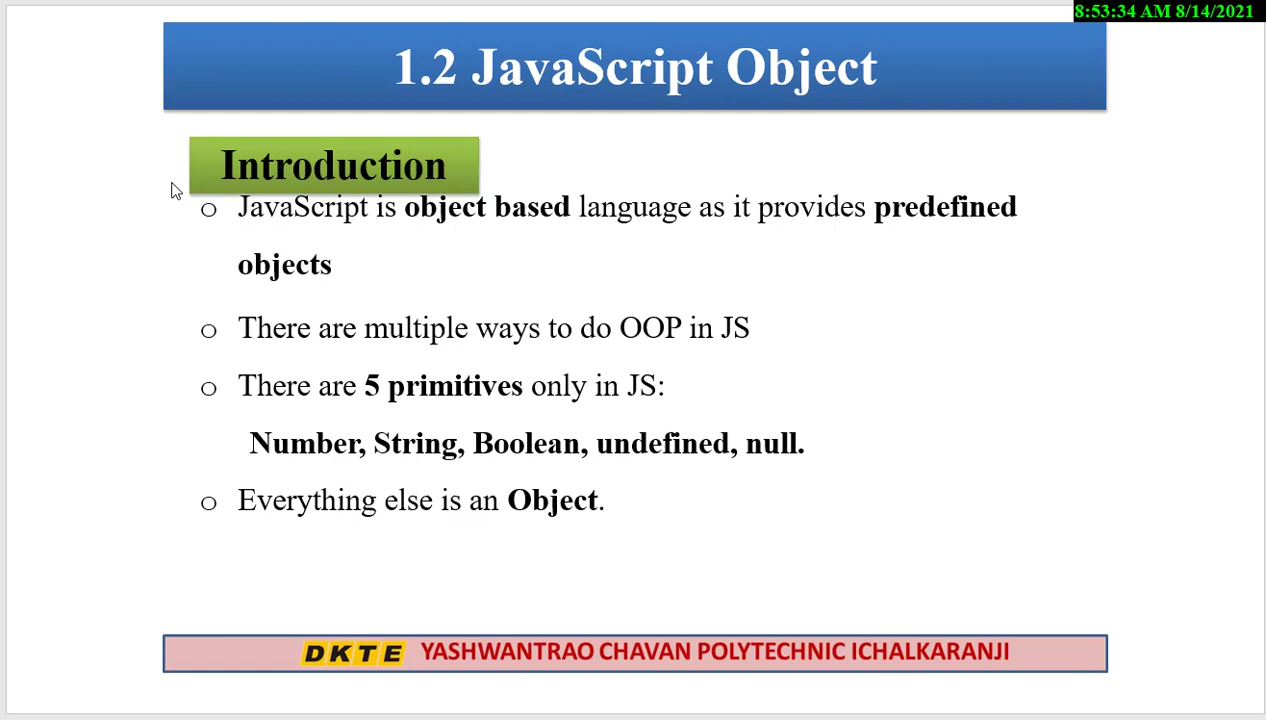 8:53:34 AM 8/14/2021
1.2 JavaScript Object
Introduction
o JavaScript is object based language as it provides predefined
objects
o There are multiple ways to do OOP in JS
o There are 5 primitives only in JS:
Number, String, Boolean, undefined, null.
o Everything else is an Object.
DKTE YASHWANTRAO CHAVAN POLYTECHNIC ICHALKARANJI